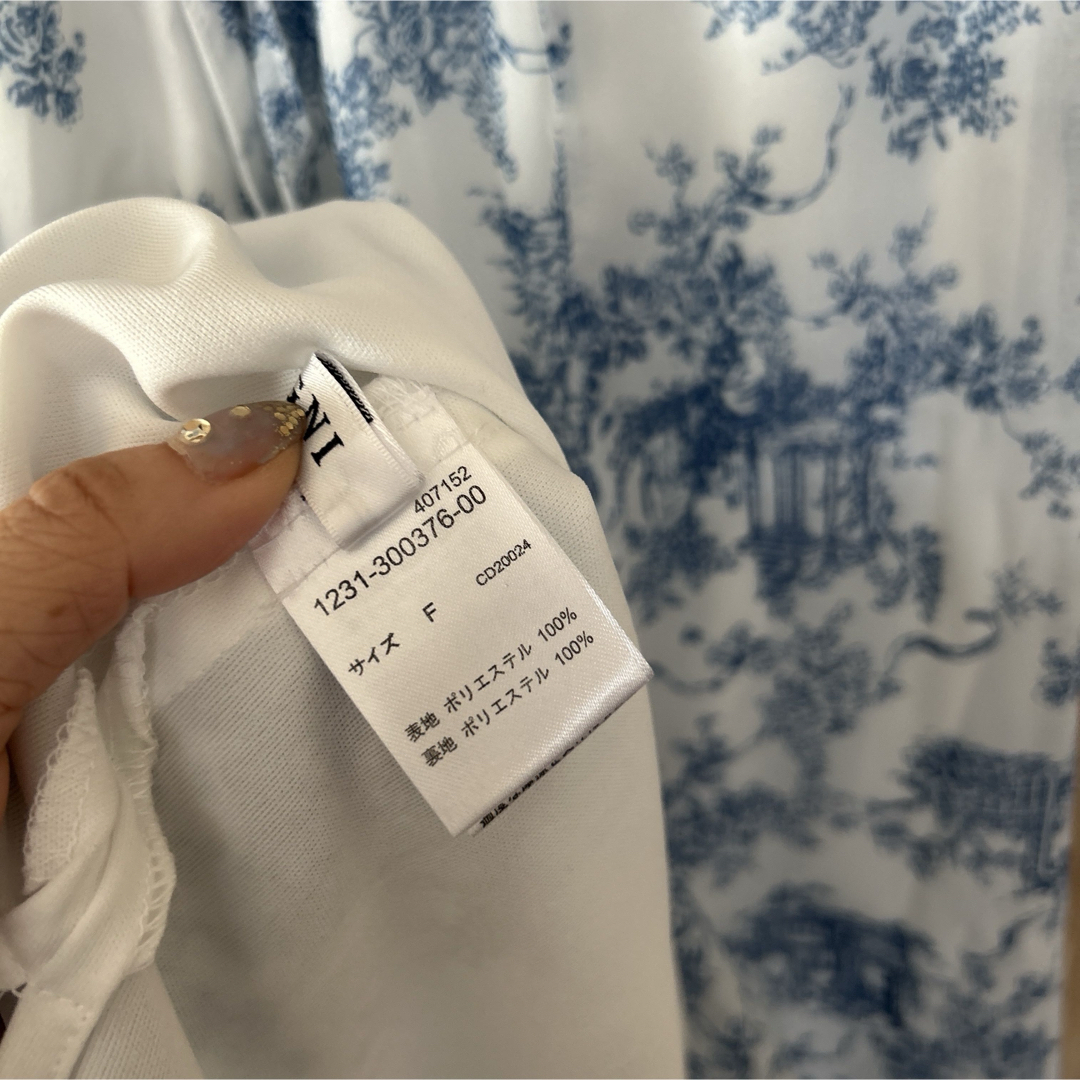 NI
407152
1231-300376-00
CD20024
サイズ F
表地 ポリエステル 100%
裏地 ポリエステル 100%